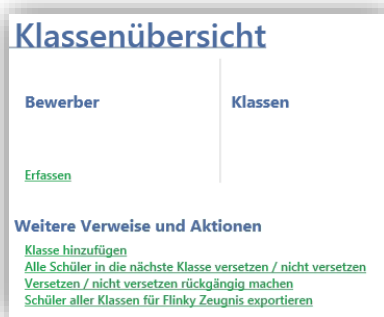 Klassenübersicht
Bewerber
Klassen
Erfassen
Weitere Verweise und Aktionen
Klasse hinzufügen
Alle Schüler in die nächste Klasse versetzen / nicht versetzen
Versetzen / nicht versetzen rückgängig machen
Schüler aller Klassen für Flinky Zeugnis exportieren